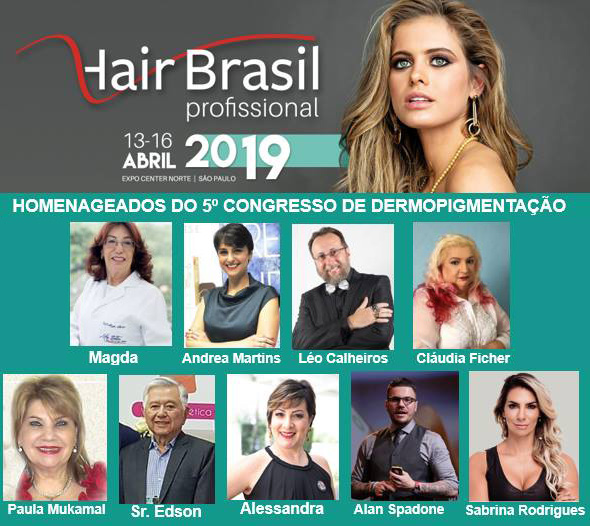 Hair Brasil
profissional
13-16
ABRIL 2019
EXPO CENTER NORTE | SÃO PAULO
HOMENAGEADOS DO 5º CONGRESSO DE DERMOPIGMENTAÇÃO
Magda Andrea Martins Léo Calheiros Cláudia Ficher
ética
Paula Mukamal Sr. Edson Alessandra Alan Spadone Sabrina Rodrigues